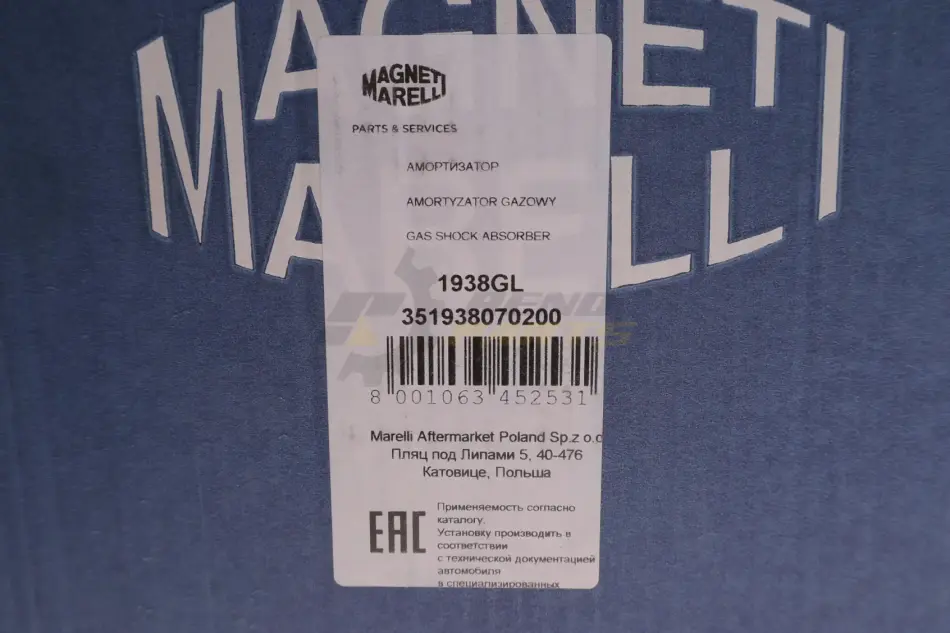 MAGNETI
MARELLI
MAGNETI
MARELLI
PARTS & SERVICES
АМОРТИЗАТОР
AMORTYZATOR GAZOWY
GAS SHOCK ABSORBER
1938GL
351938070200
8 001063 452531
Marelli Aftermarket Poland Sp.z o.o
Пляц под Липами 5, 40-476
Катовице, Польша
EAC
Применяемость согласно
каталогу.
Установку производить в
соответствии
с технической документацией
автомобиля
в специализированных